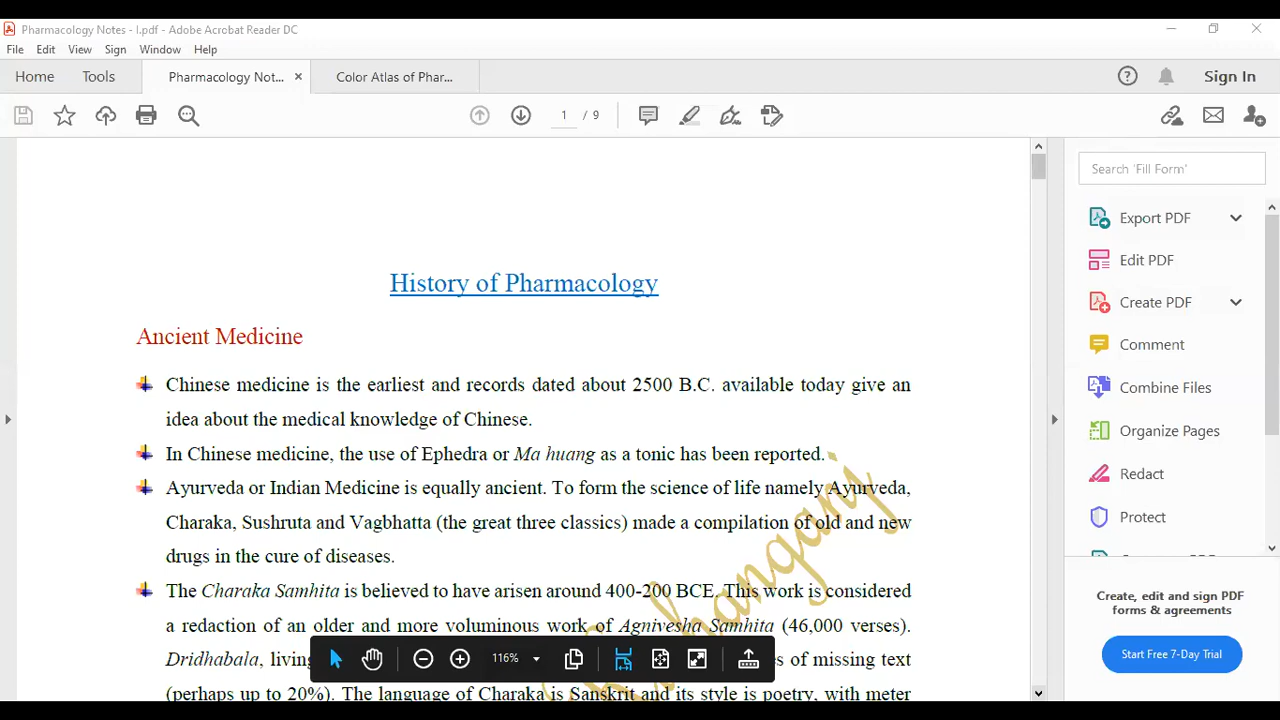 Pharmacology Notes - I.pdf - Adobe Acrobat Reader DC
File Edit View Sign Window Help
Home Tools Pharmacology Not... × Color Atlas of Phar... Sign In
1 / 9
Search 'Fill Form'
Export PDF
Edit PDF
Create PDF
Comment
Combine Files
Organize Pages
Redact
Protect
Create, edit and sign PDF
forms & agreements
Start Free 7-Day Trial
History of Pharmacology
Ancient Medicine
Chinese medicine is the earliest and records dated about 2500 B.C. available today give an
idea about the medical knowledge of Chinese.
In Chinese medicine, the use of Ephedra or Ma huang as a tonic has been reported.
Ayurveda or Indian Medicine is equally ancient. To form the science of life namely Ayurveda,
Charaka, Sushruta and Vagbhatta (the great three classics) made a compilation of old and new
drugs in the cure of diseases.
The Charaka Samhita is believed to have arisen around 400-200 BCE. This work is considered
a redaction of an older and more voluminous work of Agnivesha Samhita (46,000 verses).
Dridhabala, living of missing text
(perhaps up to 20%). The language of Charaka is Sanskrit and its style is poetry, with meter
116%